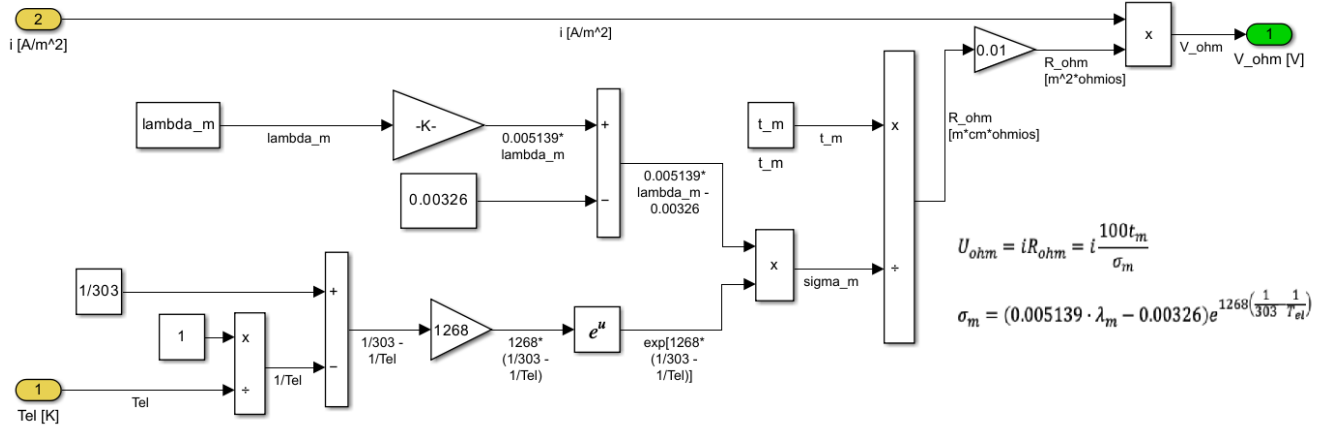 2
i [A/m^2]
i [A/m^2]
x
V_ohm
1
V_ohm [V]
0.01
R_ohm
[m^2*ohmios]
lambda_m
lambda_m
-K-
0.005139*
lambda_m
+
−
0.00326
0.005139*
lambda_m -
0.00326
t_m
t_m
t_m
x
÷
R_ohm
[m*cm*ohmios]
1/303
1
x
÷
1/Tel
+
−
1/303 -
1/Tel
1268
1268*
(1/303 -
1/Tel)
e^u
exp[1268*
(1/303 -
1/Tel)]
x
sigma_m
1
Tel [K]
Tel
U_ohm = iR_ohm = i 100t_m / σ_m
σ_m = (0.005139 · λ_m − 0.00326)e^1268(1/303 1/T_el)